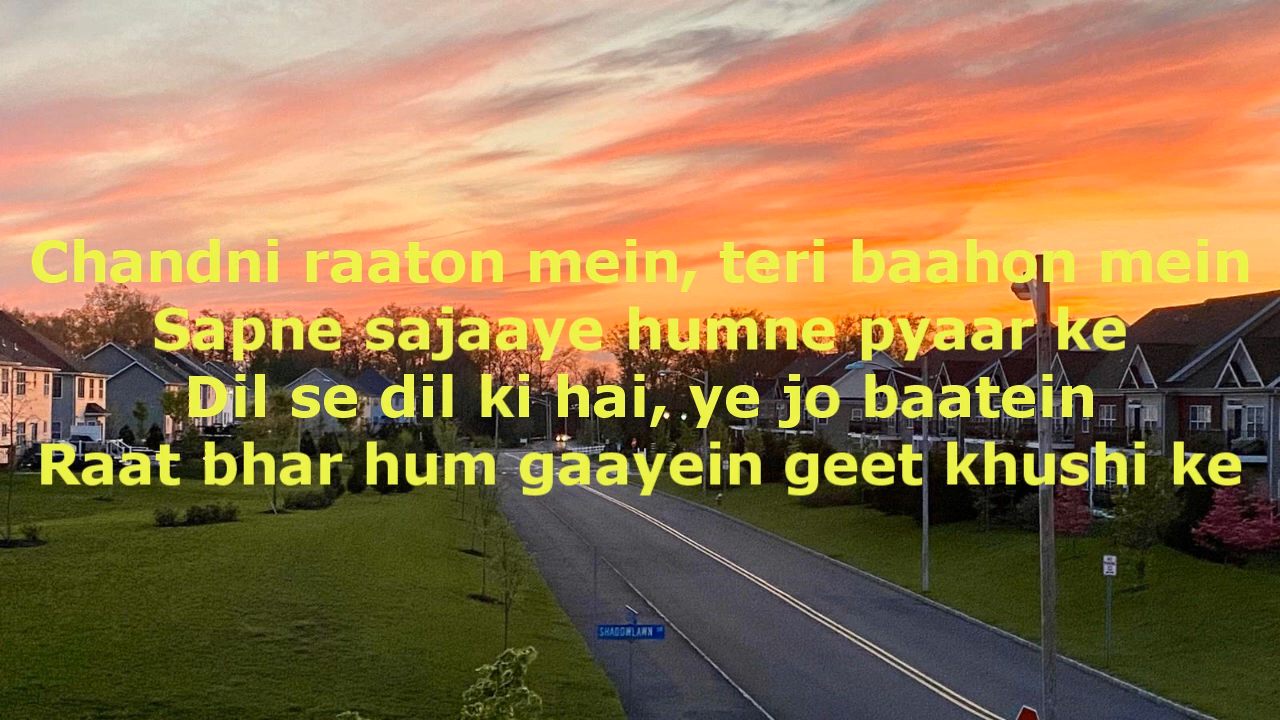 Chandni raaton mein, teri baahon mein
Sapne sajaaye humne pyaar ke
Dil se dil ki hai, ye jo baatein
Raat bhar hum gaayein geet khushi ke
SHADOWLAWN DR